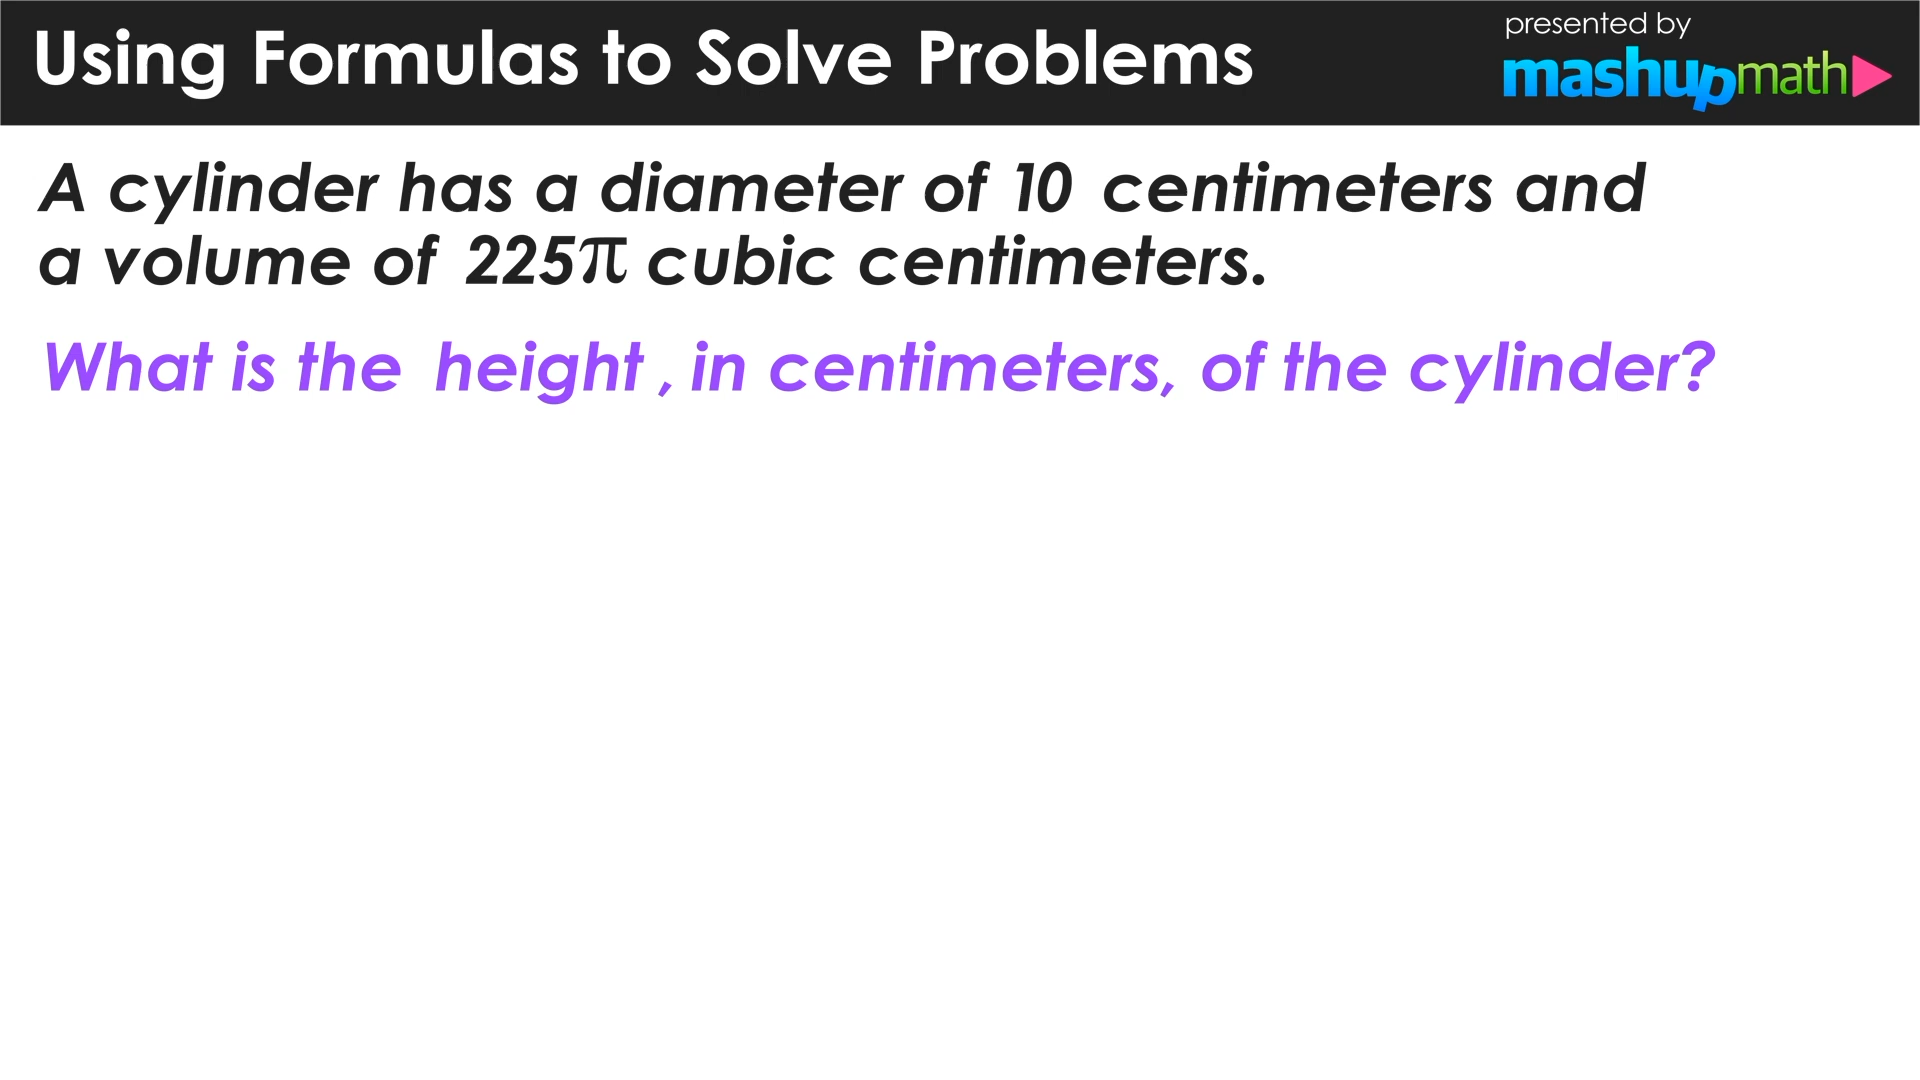 Using Formulas to Solve Problems
presented by
mashupmath
A cylinder has a diameter of 10 centimeters and
a volume of 225π cubic centimeters.
What is the height , in centimeters, of the cylinder?